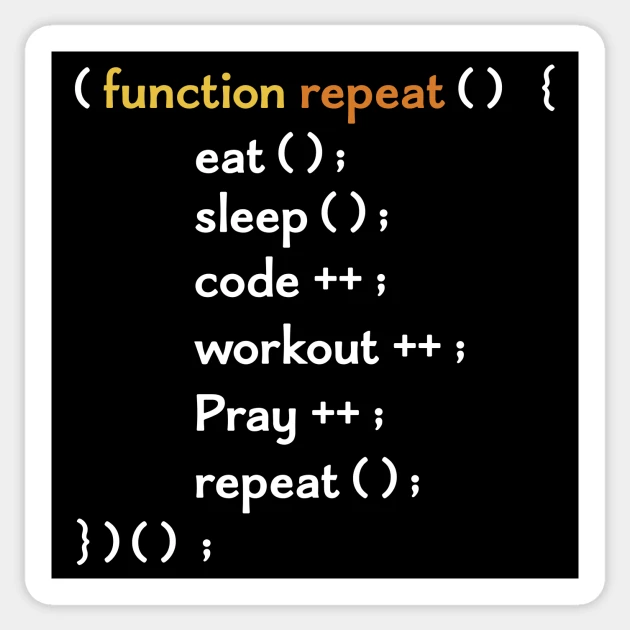 (function repeat() {
eat();
sleep();
code ++;
workout ++;
Pray ++;
repeat();
})();